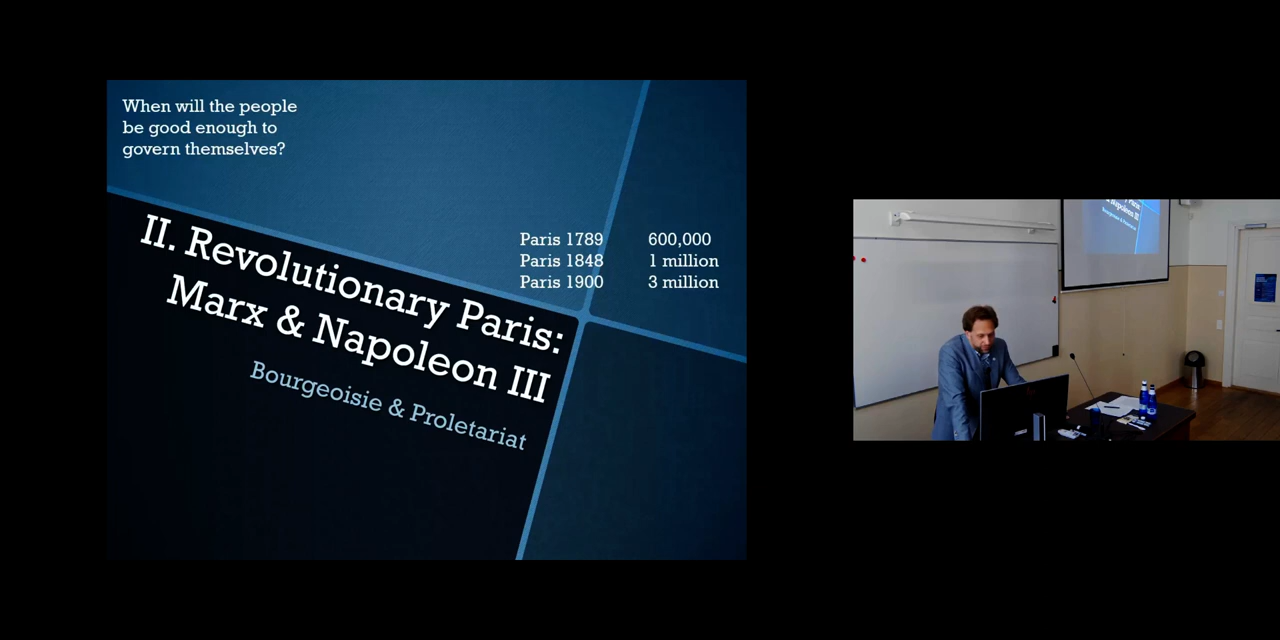 When will the people
be good enough to
govern themselves?
II. Revolutionary Paris:
Marx & Napoleon III
Bourgeoisie & Proletariat
Paris 1789 600,000
Paris 1848 1 million
Paris 1900 3 million